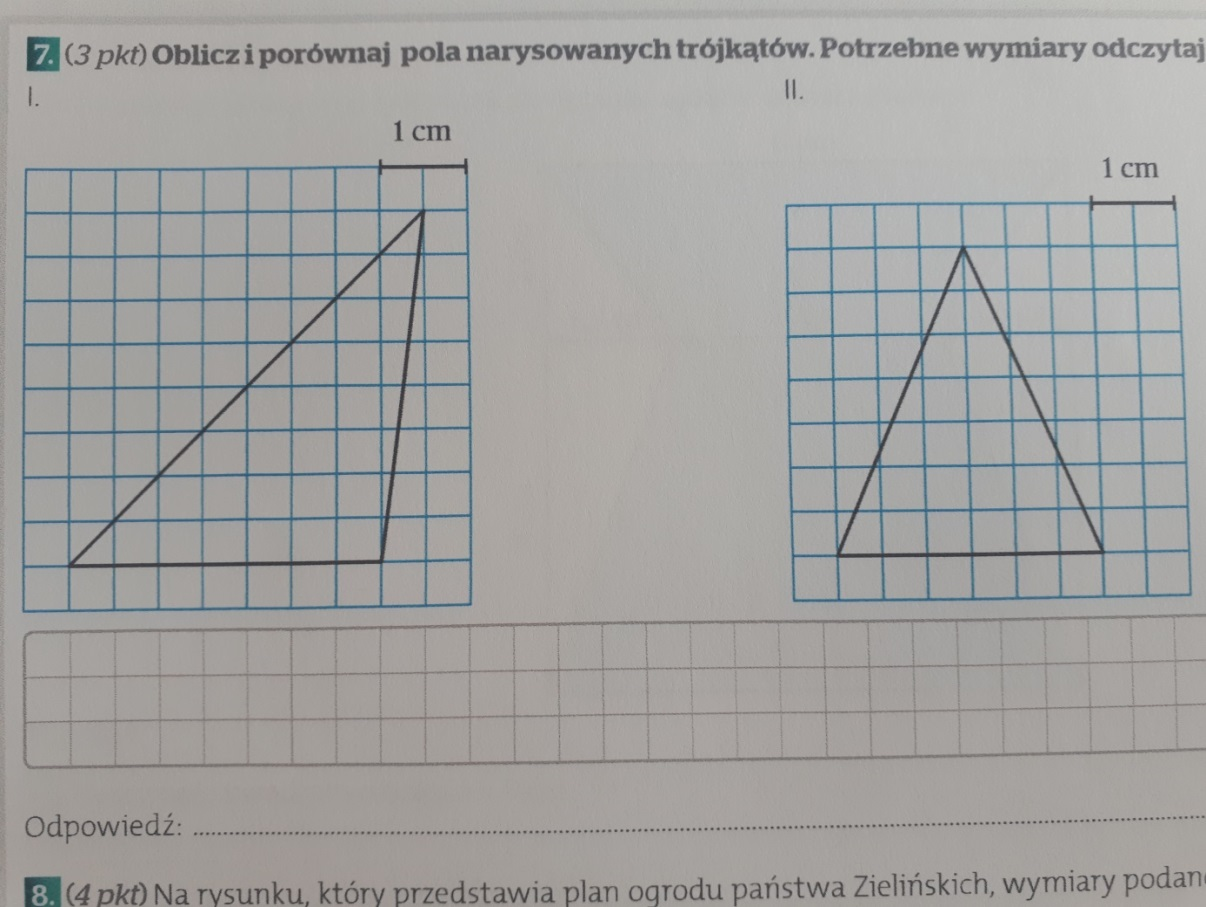 7. (3 pkt) Oblicz i porównaj pola narysowanych trójkątów. Potrzebne wymiary odczytaj
I.
II.
1 cm
1 cm
Odpowiedź:
8. (4 pkt) Na rysunku, który przedstawia plan ogrodu państwa Zielińskich, wymiary podan